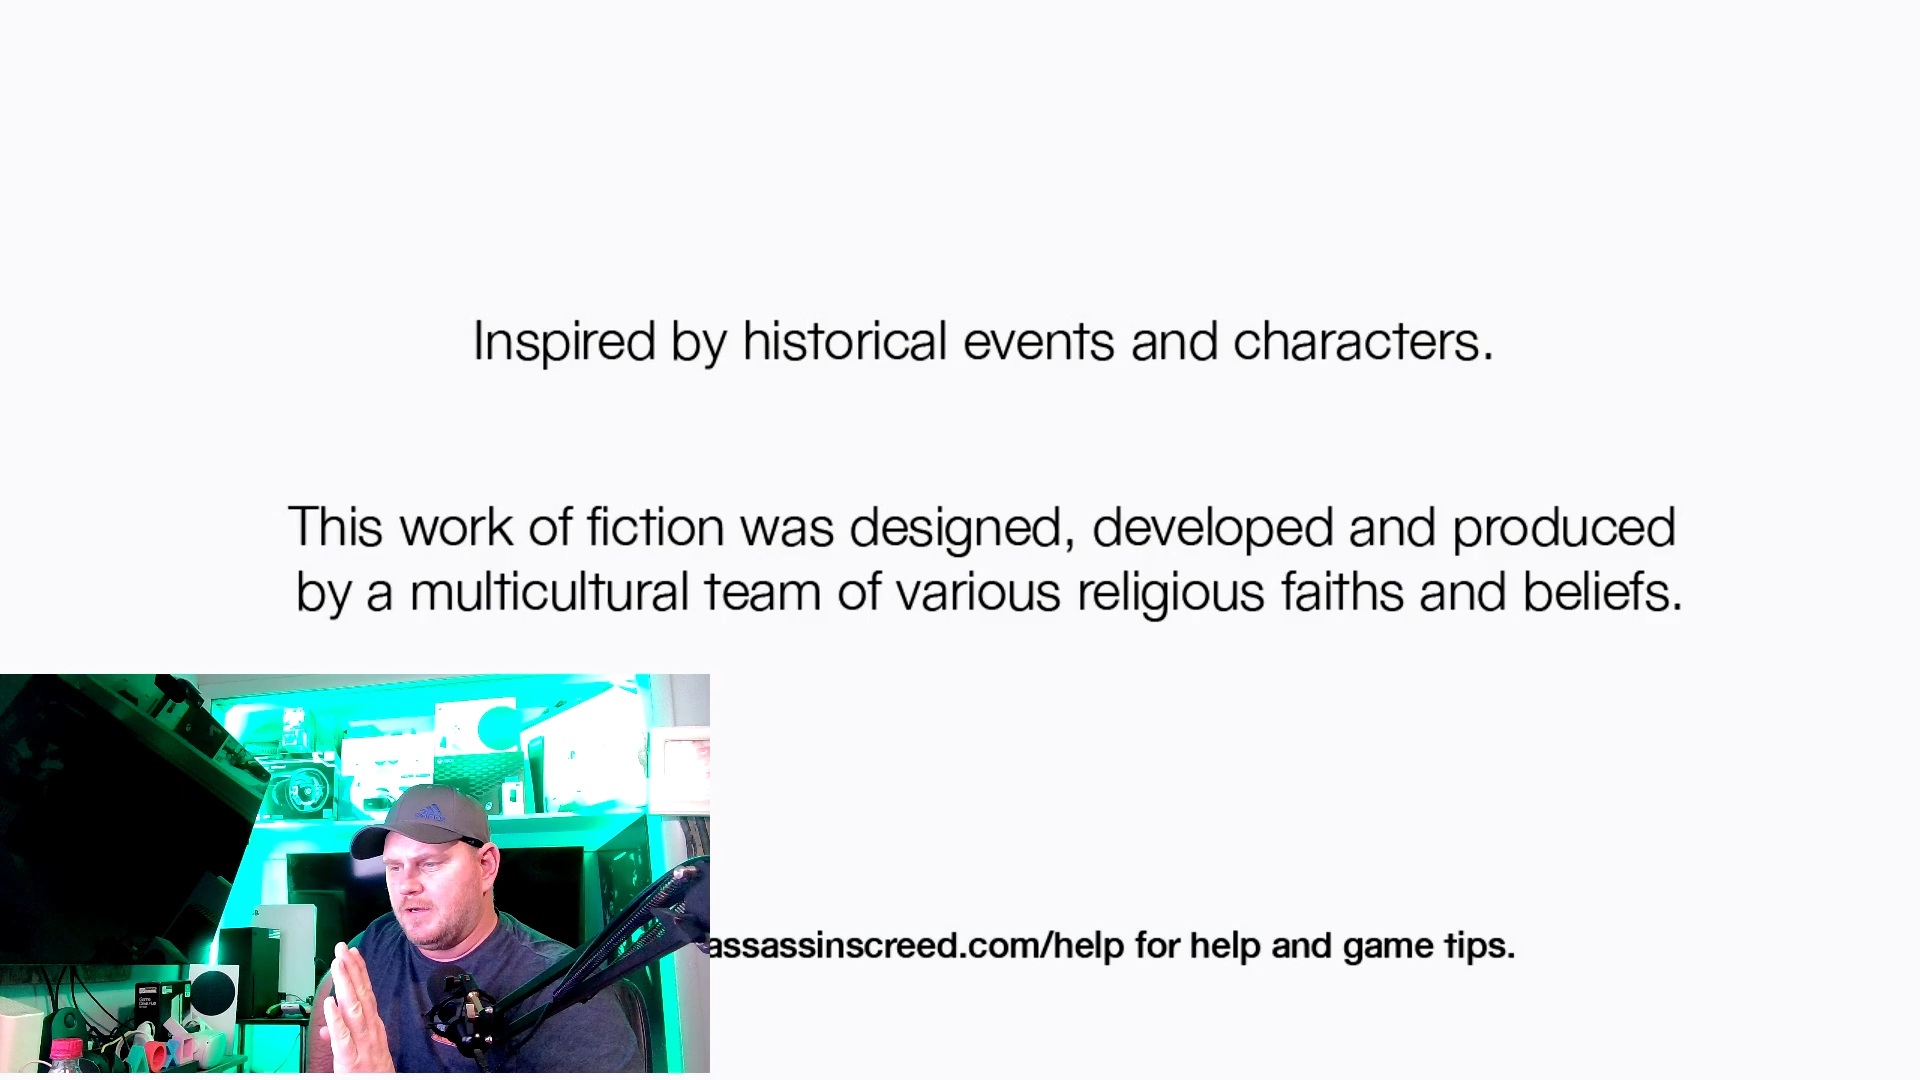 Inspired by historical events and characters.
This work of fiction was designed, developed and produced
by a multicultural team of various religious faiths and beliefs.
assassinscreed.com/help for help and game tips.